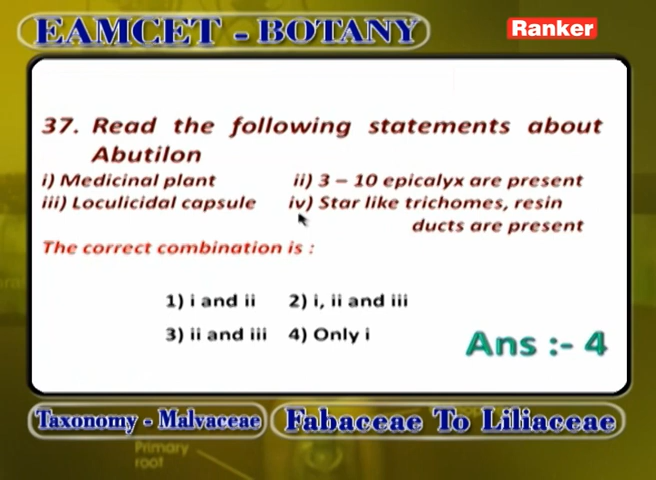 EAMCET - BOTANY
Ranker
37. Read the following statements about
Abutilon
i) Medicinal plant ii) 3 – 10 epicalyx are present
iii) Loculicidal capsule iv) Star like trichomes, resin
ducts are present
The correct combination is :
1) i and ii 2) i, ii and iii
3) ii and iii 4) Only i
Ans :- 4
Taxonomy - Malvaceae Fabaceae To Liliaceae
Primary
root